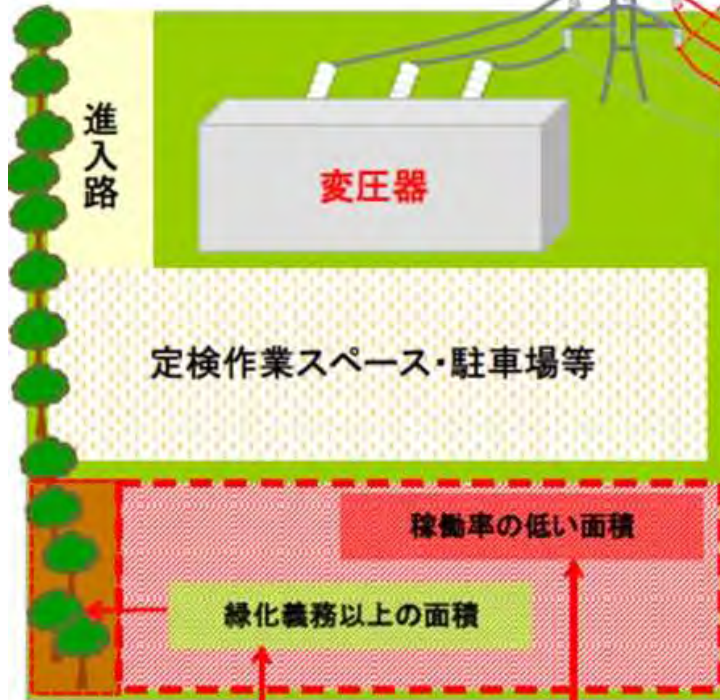 進入路
変圧器
定検作業スペース・駐車場等
稼働率の低い面積
緑化義務以上の面積